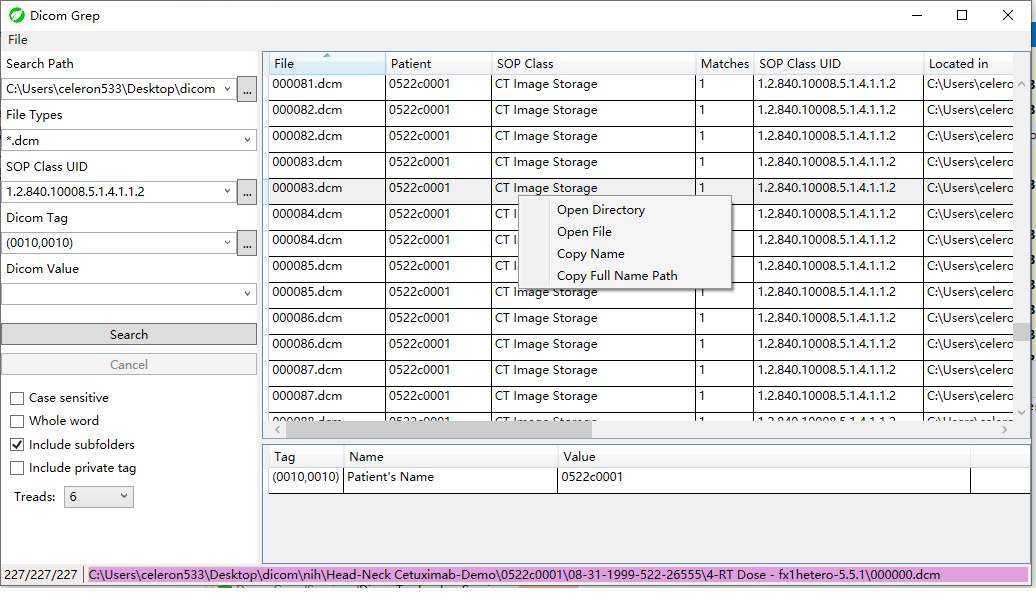 Dicom Grep
File
Search Path
C:\Users\celeron533\Desktop\dicom ...
File Types
*.dcm
SOP Class UID
1.2.840.10008.5.1.4.1.1.2 ...
Dicom Tag
(0010,0010) ...
Dicom Value
Search
Cancel
Case sensitive
Whole word
Include subfolders
Include private tag
Treads: 6
File Patient SOP Class Matches SOP Class UID Located in
000081.dcm 0522c0001 CT Image Storage 1 1.2.840.10008.5.1.4.1.1.2 C:\Users\celero
000082.dcm 0522c0001 CT Image Storage 1 1.2.840.10008.5.1.4.1.1.2 C:\Users\celero
000082.dcm 0522c0001 CT Image Storage 1 1.2.840.10008.5.1.4.1.1.2 C:\Users\celero
000083.dcm 0522c0001 CT Image Storage 1 1.2.840.10008.5.1.4.1.1.2 C:\Users\celero
000083.dcm 0522c0001 CT Image Storage 1 1.2.840.10008.5.1.4.1.1.2 C:\Users\celero
000084.dcm 0522c0001 CT I 1.2.840.10008.5.1.4.1.1.2 C:\Users\celero
000084.dcm 0522c0001 CT I 1.2.840.10008.5.1.4.1.1.2 C:\Users\celero
000085.dcm 0522c0001 CT I 1.2.840.10008.5.1.4.1.1.2 C:\Users\celero
000085.dcm 0522c0001 CT Image Storage 1 1.2.840.10008.5.1.4.1.1.2 C:\Users\celero
000086.dcm 0522c0001 CT Image Storage 1 1.2.840.10008.5.1.4.1.1.2 C:\Users\celero
000086.dcm 0522c0001 CT Image Storage 1 1.2.840.10008.5.1.4.1.1.2 C:\Users\celero
000087.dcm 0522c0001 CT Image Storage 1 1.2.840.10008.5.1.4.1.1.2 C:\Users\celero
000087.dcm 0522c0001 CT Image Storage 1 1.2.840.10008.5.1.4.1.1.2 C:\Users\celero
Open Directory
Open File
Copy Name
Copy Full Name Path
Tag Name Value
(0010,0010) Patient's Name 0522c0001
227/227/227 C:\Users\celeron533\Desktop\dicom\nih\Head-Neck Cetuximab-Demo\0522c0001\08-31-1999-522-26555\4-RT Dose - fx1hetero-5.5.1\000000.dcm